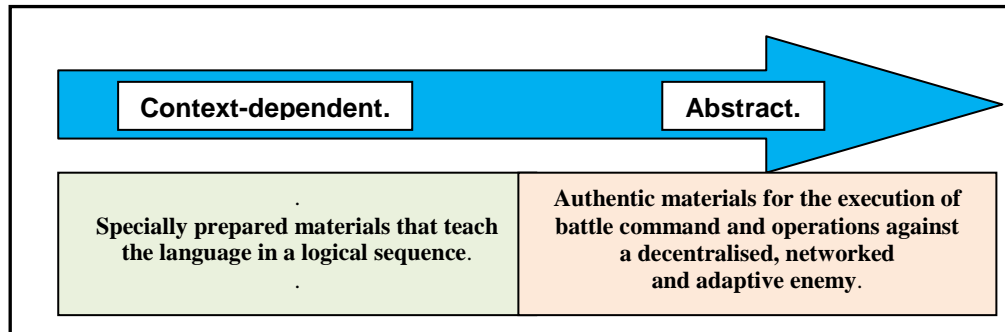 Context-dependent.
Abstract.
.
Specially prepared materials that teach
the language in a logical sequence.
.
Authentic materials for the execution of
battle command and operations against
a decentralised, networked
and adaptive enemy.